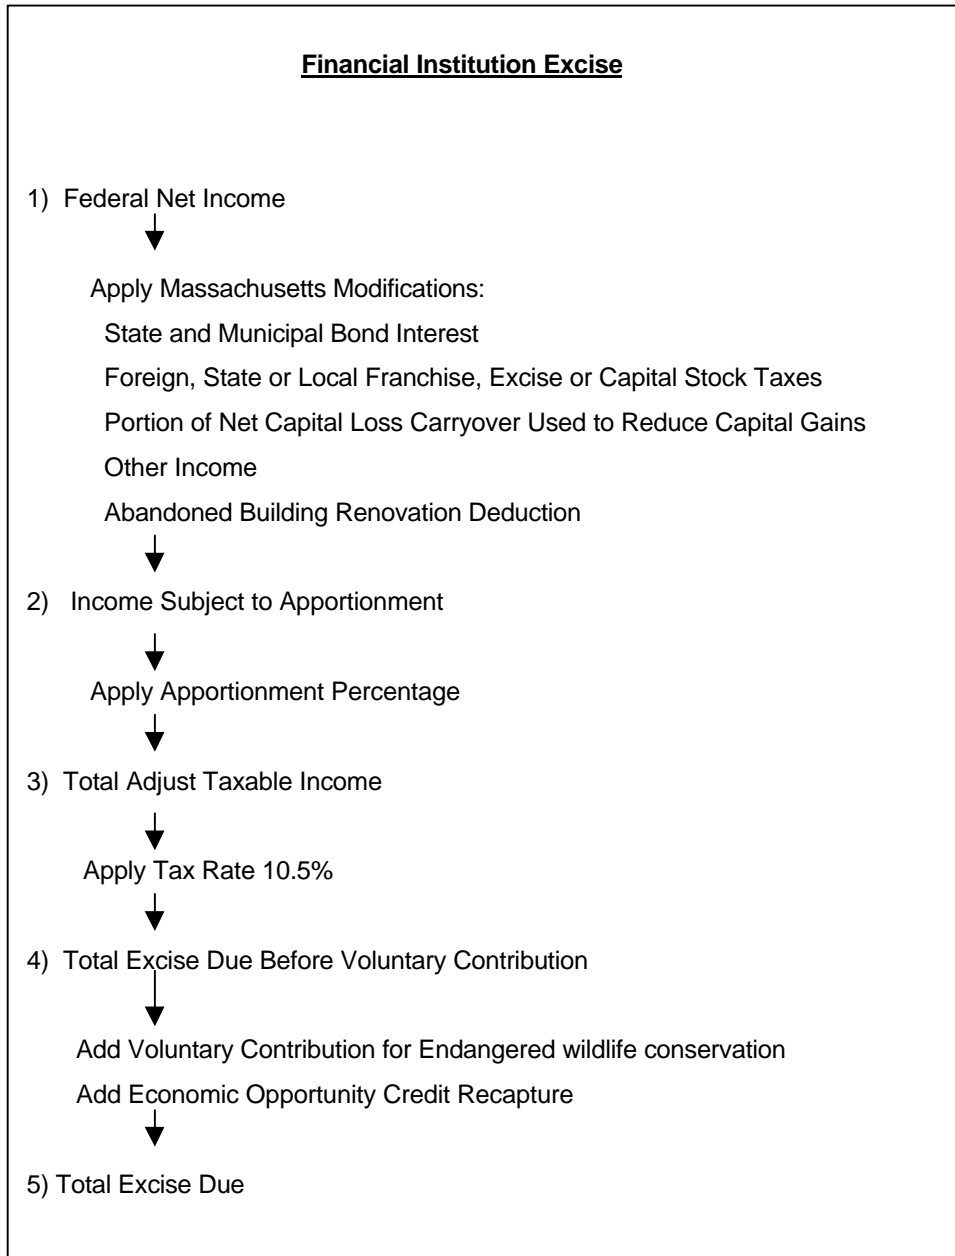 Financial Institution Excise
1) Federal Net Income
Apply Massachusetts Modifications:
State and Municipal Bond Interest
Foreign, State or Local Franchise, Excise or Capital Stock Taxes
Portion of Net Capital Loss Carryover Used to Reduce Capital Gains
Other Income
Abandoned Building Renovation Deduction
2) Income Subject to Apportionment
Apply Apportionment Percentage
3) Total Adjust Taxable Income
Apply Tax Rate 10.5%
4) Total Excise Due Before Voluntary Contribution
Add Voluntary Contribution for Endangered wildlife conservation
Add Economic Opportunity Credit Recapture
5) Total Excise Due